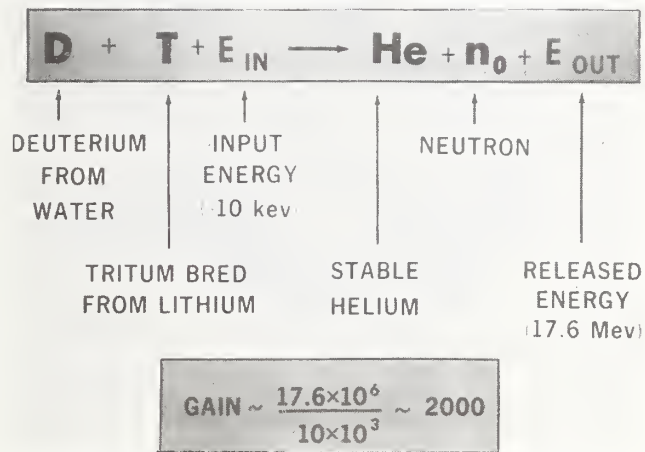 D + T + E IN → He + n₀ + E OUT
DEUTERIUM FROM WATER
INPUT ENERGY (10 kev)
NEUTRON
TRITUM BRED FROM LITHIUM
STABLE HELIUM
RELEASED ENERGY (17.6 Mev)
GAIN ~ 17.6×10⁶ / 10×10³ ~ 2000